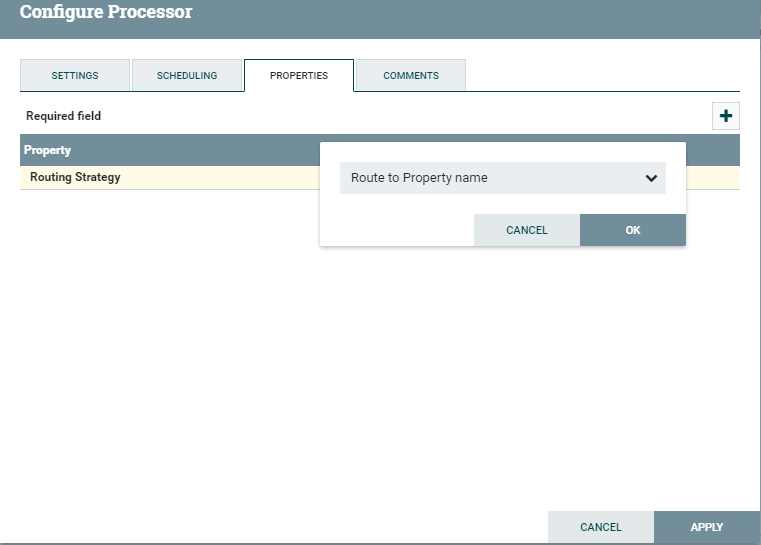 Configure Processor
SETTINGS
SCHEDULING
PROPERTIES
COMMENTS
Required field
Property
Routing Strategy
Route to Property name
CANCEL
OK
CANCEL
APPLY